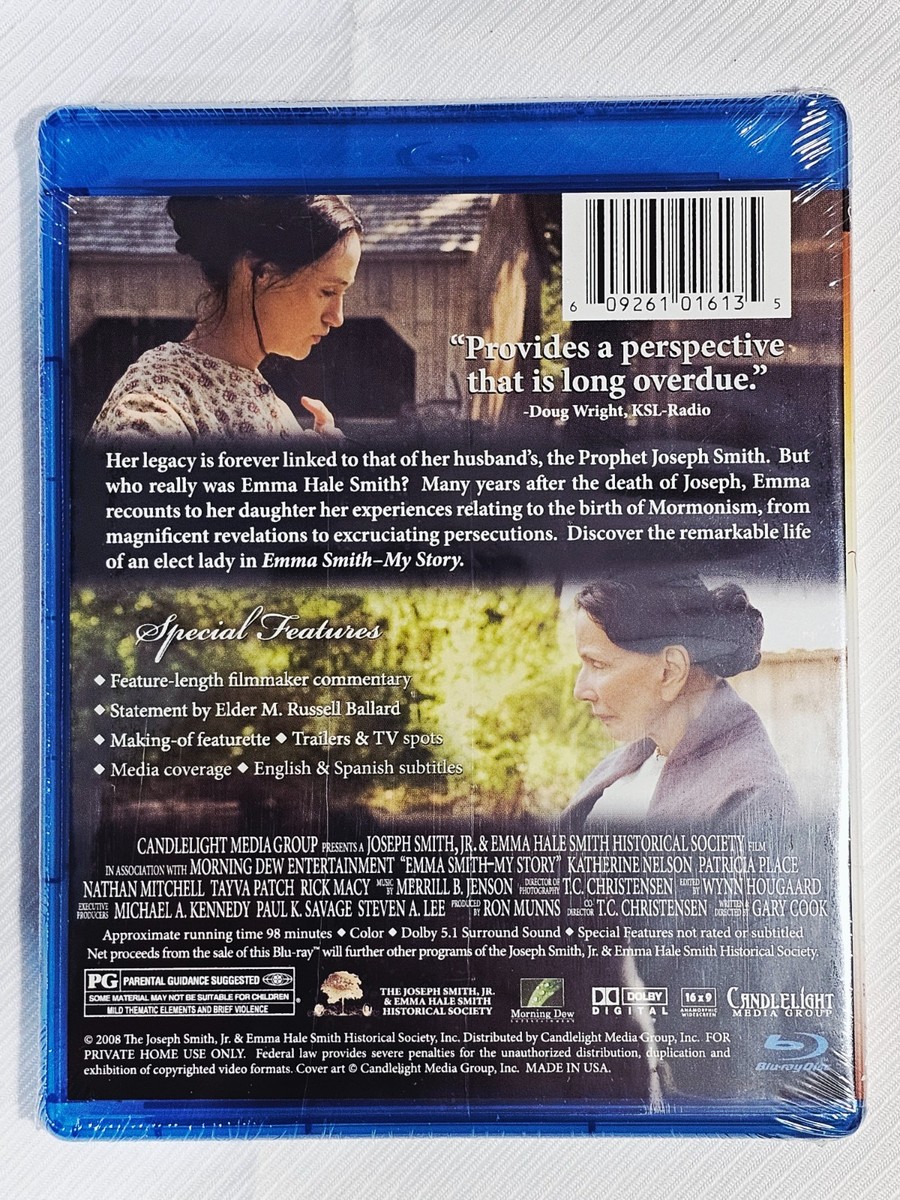 6 09261 01613 5
“Provides a perspective
that is long overdue.”
-Doug Wright, KSL-Radio
Her legacy is forever linked to that of her husband’s, the Prophet Joseph Smith. But
who really was Emma Hale Smith? Many years after the death of Joseph, Emma
recounts to her daughter her experiences relating to the birth of Mormonism, from
magnificent revelations to excruciating persecutions. Discover the remarkable life
of an elect lady in Emma Smith–My Story.
Special Features
◆ Feature-length filmmaker commentary
◆ Statement by Elder M. Russell Ballard
◆ Making-of featurette ◆ Trailers & TV spots
◆ Media coverage ◆ English & Spanish subtitles
CANDLELIGHT MEDIA GROUP PRESENTS A JOSEPH SMITH, JR. & EMMA HALE SMITH HISTORICAL SOCIETY FILM
IN ASSOCIATION WITH MORNING DEW ENTERTAINMENT “EMMA SMITH–MY STORY” KATHERINE NELSON PATRICIA PLACE
NATHAN MITCHELL TAYVA PATCH RICK MACY MUSIC BY MERRILL B. JENSON DIRECTOR OF PHOTOGRAPHY T.C. CHRISTENSEN EDITED BY WYNN HOUGAARD
EXECUTIVE PRODUCERS MICHAEL A. KENNEDY PAUL K. SAVAGE STEVEN A. LEE PRODUCED BY RON MUNNS CO-DIRECTOR T.C. CHRISTENSEN WRITTEN & DIRECTED BY GARY COOK
Approximate running time 98 minutes ◆ Color ◆ Dolby 5.1 Surround Sound ◆ Special Features not rated or subtitled
Net proceeds from the sale of this Blu-ray™ will further other programs of the Joseph Smith, Jr. & Emma Hale Smith Historical Society.
PG PARENTAL GUIDANCE SUGGESTED
SOME MATERIAL MAY NOT BE SUITABLE FOR CHILDREN
MILD THEMATIC ELEMENTS AND BRIEF VIOLENCE
THE JOSEPH SMITH, JR.
& EMMA HALE SMITH
HISTORICAL SOCIETY
Morning Dew
ENTERTAINMENT
DOLBY
DIGITAL
16 x 9
ANAMORPHIC
WIDESCREEN
CANDLELIGHT
MEDIA GROUP
© 2008 The Joseph Smith, Jr. & Emma Hale Smith Historical Society, Inc. Distributed by Candlelight Media Group, Inc. FOR
PRIVATE HOME USE ONLY. Federal law provides severe penalties for the unauthorized distribution, duplication and
exhibition of copyrighted video formats. Cover art © Candlelight Media Group, Inc. MADE IN USA.
Blu-ray Disc